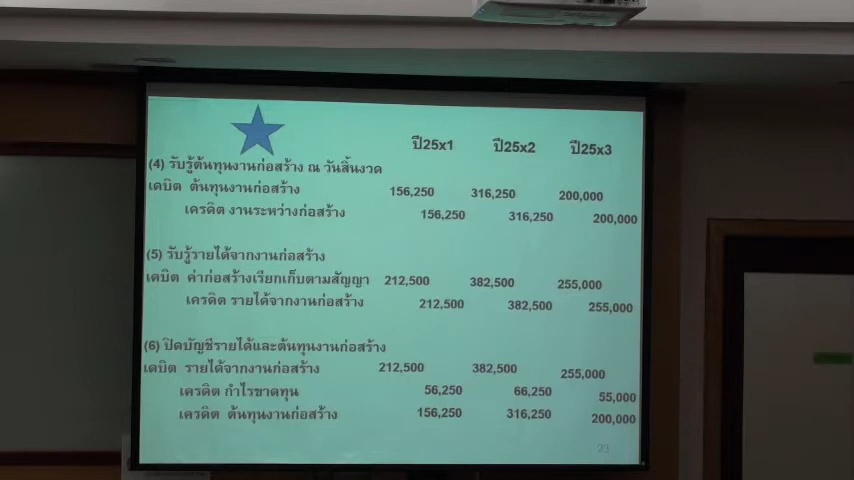 ปี25x1 ปี25x2 ปี25x3
(4) รับรู้ต้นทุนงานก่อสร้าง ณ วันสิ้นงวด
เดบิต ต้นทุนงานก่อสร้าง 156,250 316,250 200,000
เครดิต งานระหว่างก่อสร้าง 156,250 316,250 200,000
(5) รับรู้รายได้จากงานก่อสร้าง
เดบิต ค่าก่อสร้างเรียกเก็บตามสัญญา 212,500 382,500 255,000
เครดิต รายได้จากงานก่อสร้าง 212,500 382,500 255,000
(6) ปิดบัญชีรายได้และต้นทุนงานก่อสร้าง
เดบิต รายได้จากงานก่อสร้าง 212,500 382,500 255,000
เครดิต กำไรขาดทุน 56,250 66,250 55,000
เครดิต ต้นทุนงานก่อสร้าง 156,250 316,250 200,000
23